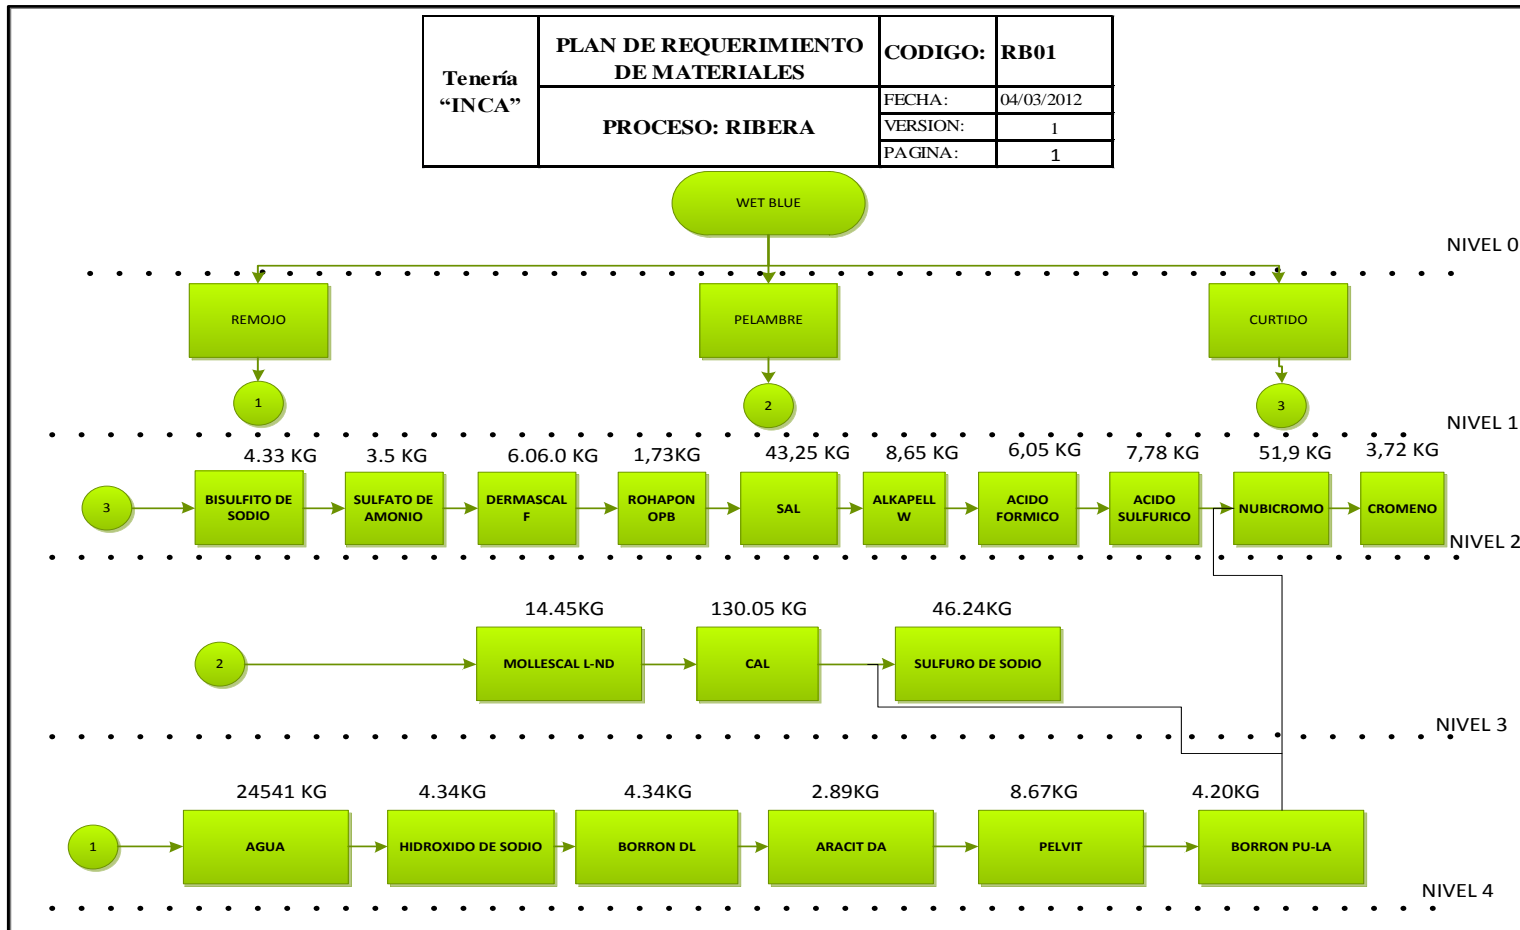 Tenería
“INCA”
PLAN DE REQUERIMIENTO
DE MATERIALES
PROCESO: RIBERA
CODIGO: RB01
FECHA: 04/03/2012
VERSION: 1
PAGINA: 1
WET BLUE
NIVEL 0
REMOJO
PELAMBRE
CURTIDO
1
2
3
NIVEL 1
4.33 KG
3.5 KG
6.06.0 KG
1,73KG
43,25 KG
8,65 KG
6,05 KG
7,78 KG
51,9 KG
3,72 KG
3
BISULFITO DE
SODIO
SULFATO DE
AMONIO
DERMASCAL
F
ROHAPON
OPB
SAL
ALKAPELL
W
ACIDO
FORMICO
ACIDO
SULFURICO
NUBICROMO
CROMENO
NIVEL 2
14.45KG
130.05 KG
46.24KG
2
MOLLESCAL L-ND
CAL
SULFURO DE SODIO
NIVEL 3
24541 KG
4.34KG
4.34KG
2.89KG
8.67KG
4.20KG
1
AGUA
HIDROXIDO DE SODIO
BORRON DL
ARACIT DA
PELVIT
BORRON PU-LA
NIVEL 4